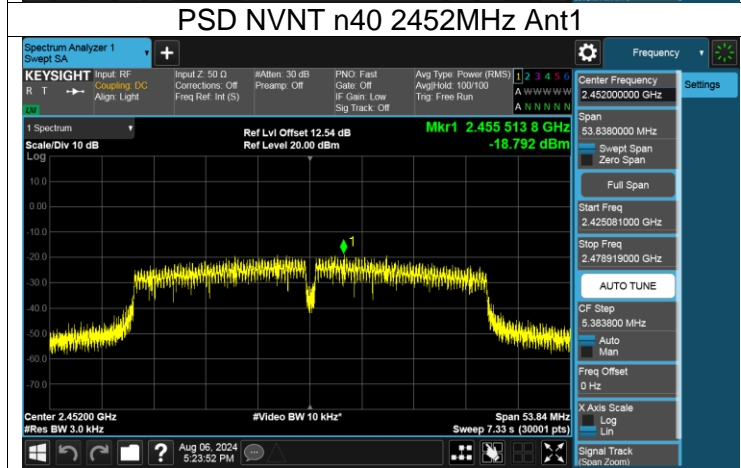 PSD NVNT n40 2452MHz Ant1
Spectrum Analyzer 1
Swept SA
Frequency
KEYSIGHT
R T
LXI
Input: RF
Coupling: DC
Align: Light
Input Z: 50 Ω
Corrections: Off
Freq Ref: Int (S)
#Atten: 30 dB
Preamp: Off
PNO: Fast
Gate: Off
IF Gain: Low
Sig Track: Off
Avg Type: Power (RMS)
Avg|Hold: 100/100
Trig: Free Run
1 2 3 4 5 6
A W W W W W
A N N N N N
1 Spectrum
Scale/Div 10 dB
Ref Lvl Offset 12.54 dB
Ref Level 20.00 dBm
Mkr1 2.455 513 8 GHz
-18.792 dBm
Log
10.0
0.00
-10.0
-20.0
-30.0
-40.0
-50.0
-60.0
-70.0
1
Center 2.45200 GHz
#Res BW 3.0 kHz
#Video BW 10 kHz*
Span 53.84 MHz
Sweep 7.33 s (30001 pts)
Aug 06, 2024
5:23:52 PM
Center Frequency
2.452000000 GHz
Settings
Span
53.8380000 MHz
Swept Span
Zero Span
Full Span
Start Freq
2.425081000 GHz
Stop Freq
2.478919000 GHz
AUTO TUNE
CF Step
5.383800 MHz
Auto
Man
Freq Offset
0 Hz
X Axis Scale
Log
Lin
Signal Track
(Span Zoom)